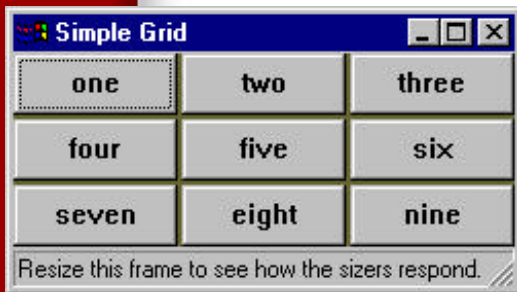 Simple Grid
one two three
four five six
seven eight nine
Resize this frame to see how the sizers respond.